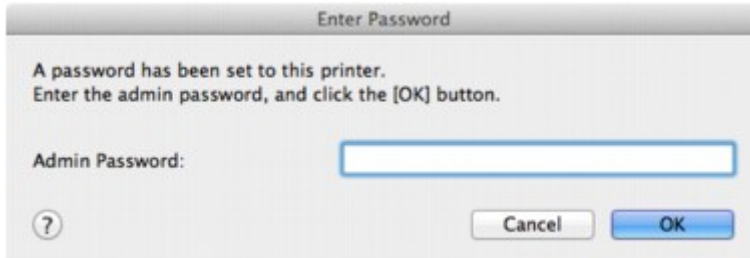 Enter Password
A password has been set to this printer.
Enter the admin password, and click the [OK] button.
Admin Password:
?
Cancel
OK